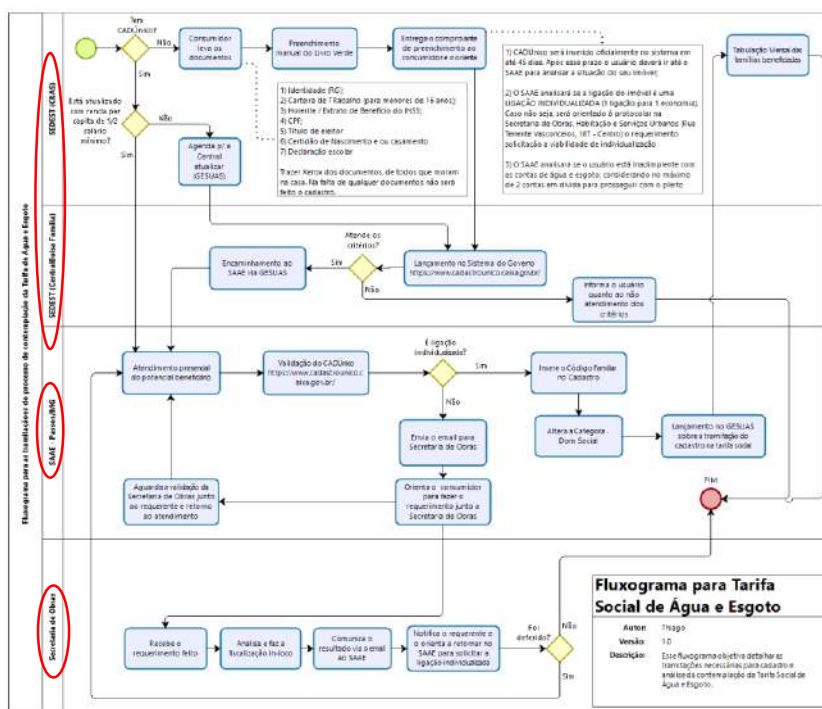 Fluxograma para as tramitações do processo de contemplação da Tarifa de Água e Esgoto
SEDEST (CRAS)
Tem
CADÚnico?
Não
Sim
Consumidor
leva os
documentos
Preenchimento
manual do Livro Verde
Entrega o comprovante
de preenchimento ao
consumidor e orienta
Tabulação Mensal das
famílias beneficiadas
1) CADÚnico será inserido oficialmente no sistema em
até 45 dias. Após esse prazo o usuário deverá ir até o
SAAE para analisar a situação do seu imóvel;
2) O SAAE analisará se a ligação do imóvel é uma
LIGAÇÃO INDIVIDUALIZADA (1 ligação para 1 economia).
Caso não seja, será orientado à protocolar na
Secretaria de Obras, Habitação e Serviços Urbanos (Rua
Tenente Vasconcelos, - Centro) o requerimento
solicitação a viabilidade de individualização
3) O SAAE analisará se o usuário está inadimplente com
as contas de água e esgoto, considerando no máximo
de 2 contas em dívida para prosseguir com o pleito
Está atualizado
com renda per
capita de 1/2
salário
mínimo?
Não
Sim
Agenda p/ a
Central
atualizar
(GESUAS)
1) Identidade (RG);
2) Carteira de Trabalho (para menores de 16 anos);
3) Holerite / Extrato de Benefício do INSS;
4) CPF;
5) Título de eleitor
6) Certidão de Nascimento e ou casamento
7) Declaração escolar
Trazer Xerox dos documentos, de todos que moram
na casa. Na falta de qualquer documentos não será
feito o cadastro.
SEDEST (Central Bolsa Família)
Encaminhamento ao
SAAE via GESUAS
Atende os
critérios?
Sim
Não
Lançamento no Sistema do Governo
https://www.cadastrounico.caixa.gov.br/
Informa o usuário
quanto ao não
atendimento dos
critérios
SAAE - Passos/MG
Atendimento presencial
do potencial beneficiário
Validação do CADÚnico
https://www.cadastrounico.c
aixa.gov.br/
É ligação
individualizada?
Sim
Não
Insere o Código Familiar
no Cadastro
Altera a Categoria -
Dom Social
Lançamento no GESUAS
sobre a tramitação do
cadastro na tarifa social
Envia o email para
Secretaria de Obras
Aguarda a validação da
Secretaria de Obras junto
ao requerente e retorno
ao atendimento
Orienta o consumidor
para fazer o
requerimento junto a
Secretaria de Obras
FIM
Secretaria de Obras
Recebe o
requerimento feito
Analisa e faz a
fiscalização in-loco
Comunica o
resultado via email
ao SAAE
Notifica o requerente e
o orienta a retornar no
SAAE para solicitar a
ligação individualizada
Foi
deferido?
Não
Sim
Fluxograma para Tarifa
Social de Água e Esgoto
Autor: Thiago
Versão: 1.0
Descrição: Esse fluxograma objetiva detalhar as
tramitações necessárias para cadastro e
análise da contemplação da Tarifa Social de
Água e Esgoto.